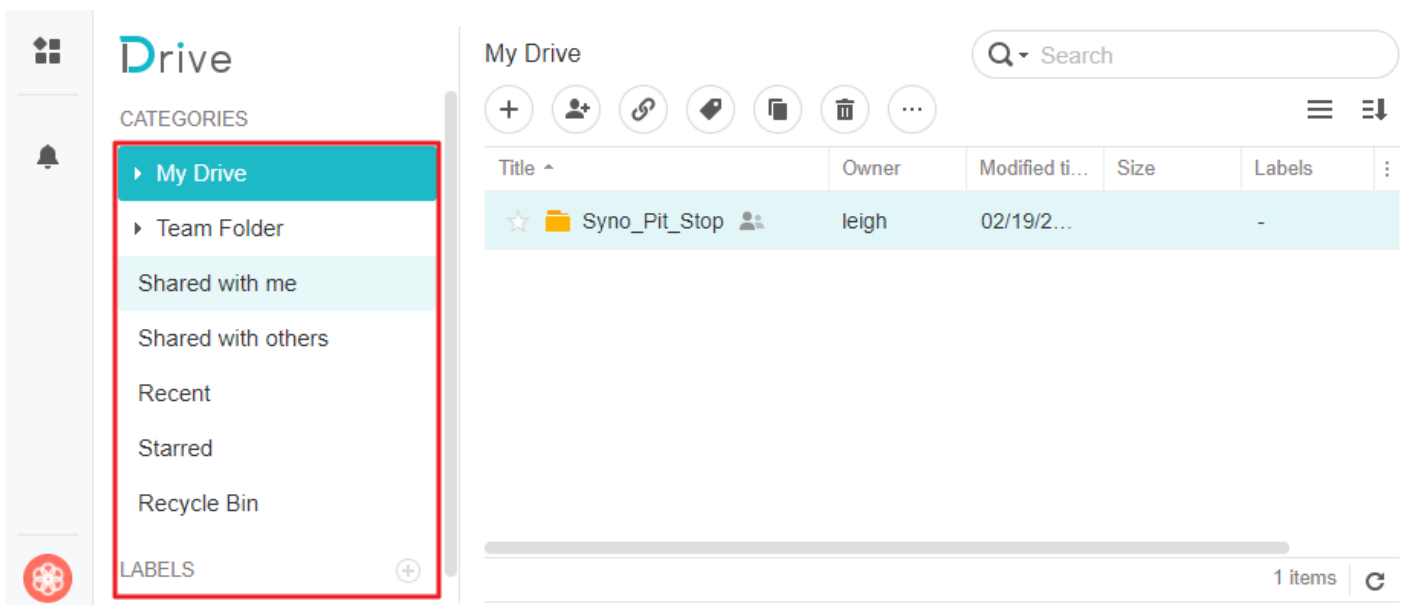 Drive
CATEGORIES
My Drive
Team Folder
Shared with me
Shared with others
Recent
Starred
Recycle Bin
LABELS
My Drive
Search
Title Owner Modified ti... Size Labels
Syno_Pit_Stop leigh 02/19/2... -
1 items